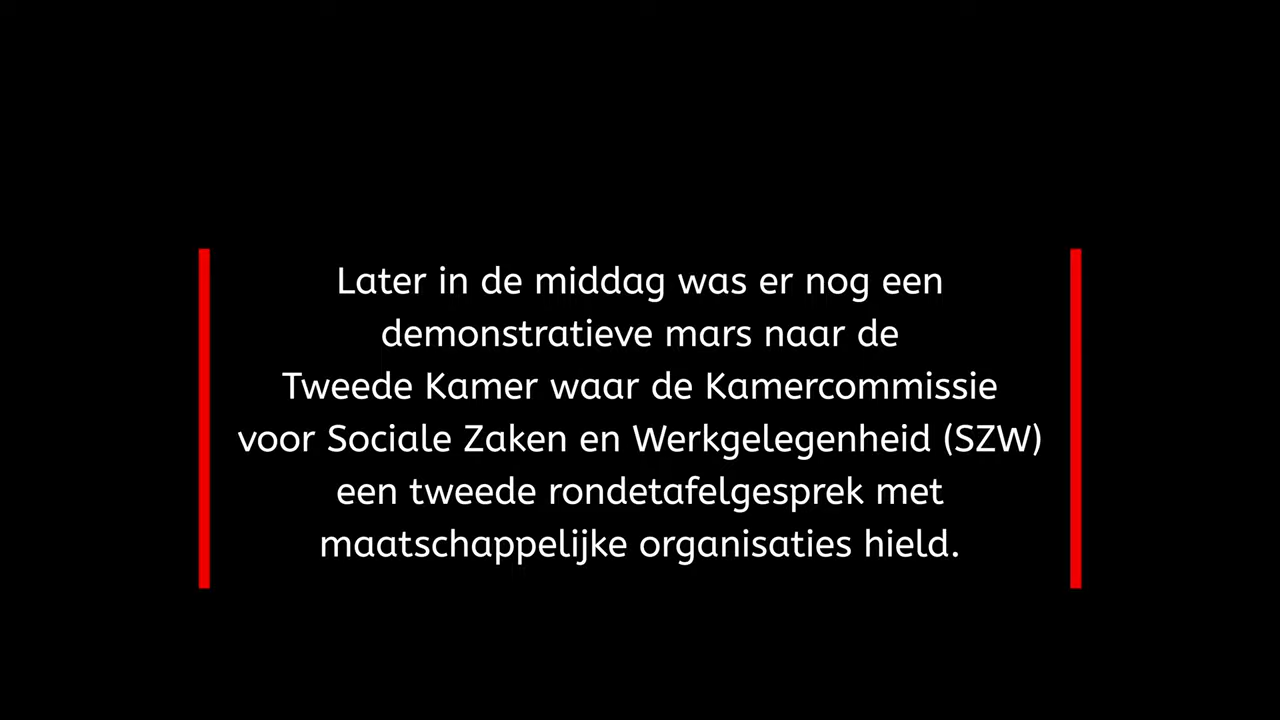 Later in de middag was er nog een
demonstratieve mars naar de
Tweede Kamer waar de Kamercommissie
voor Sociale Zaken en Werkgelegenheid (SZW)
een tweede rondetafelgesprek met
maatschappelijke organisaties hield.